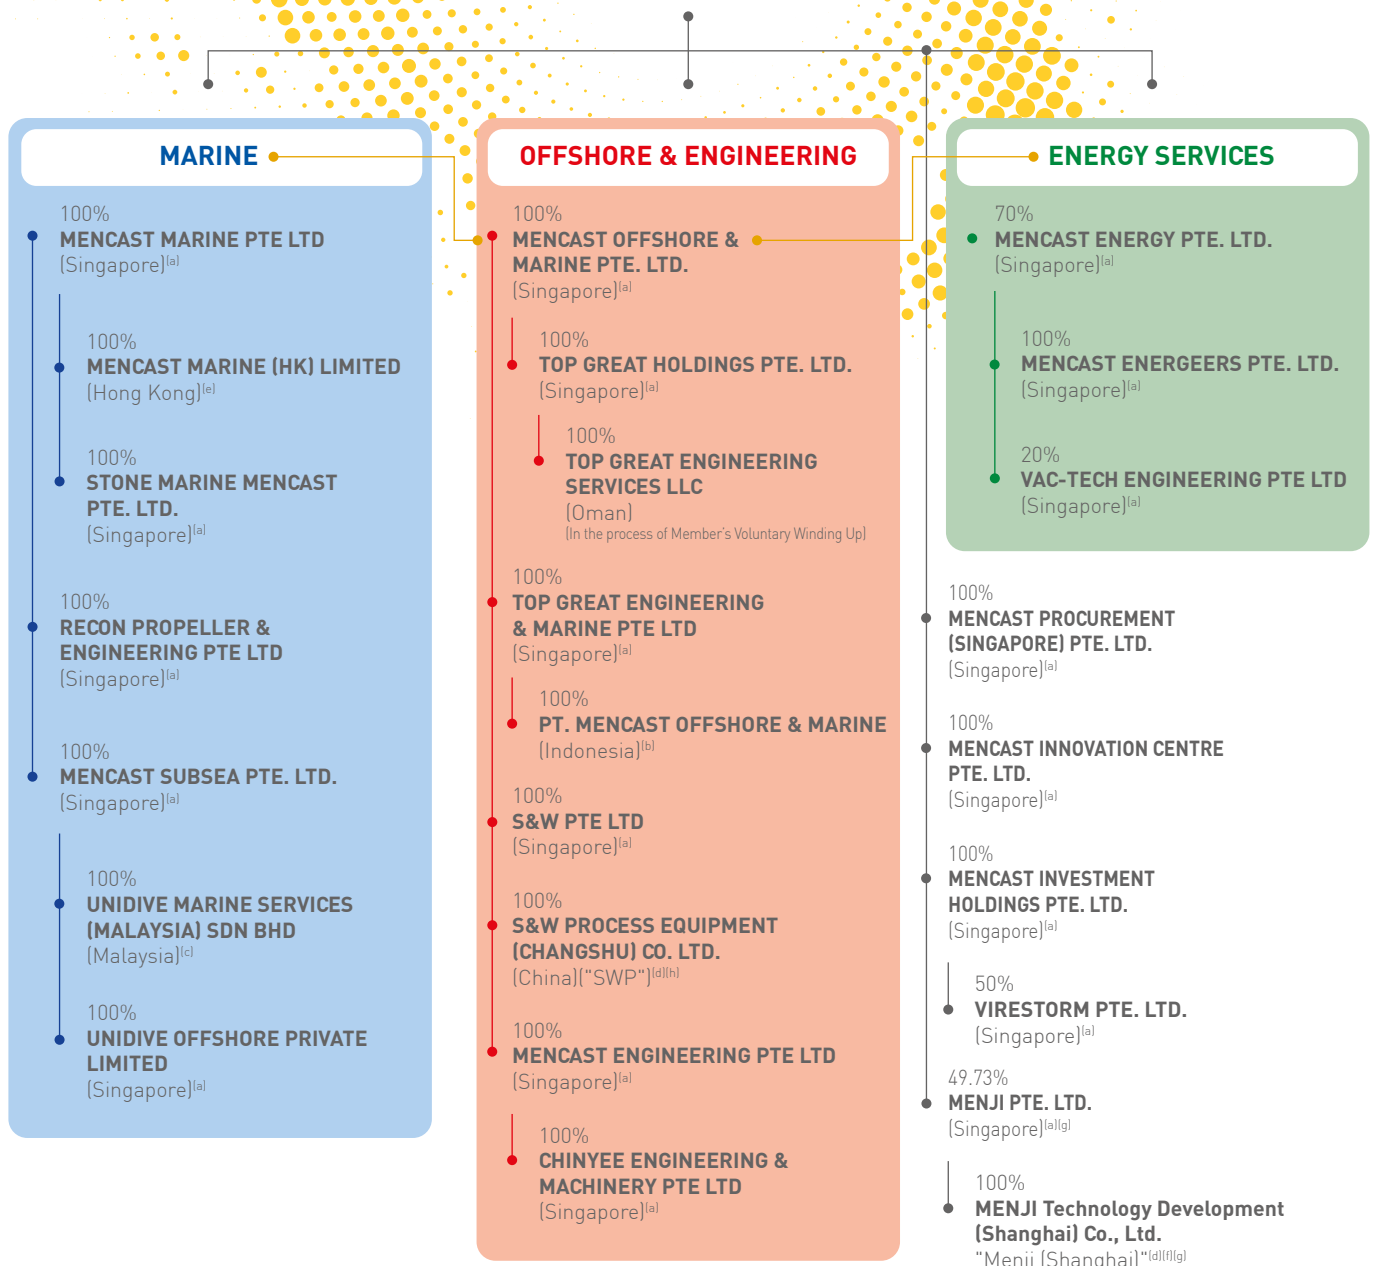 MARINE
100%
MENCAST MARINE PTE LTD
(Singapore)(a)
100%
MENCAST MARINE (HK) LIMITED
(Hong Kong)(e)
100%
STONE MARINE MENCAST
PTE. LTD.
(Singapore)(a)
100%
RECON PROPELLER &
ENGINEERING PTE LTD
(Singapore)(a)
100%
MENCAST SUBSEA PTE. LTD.
(Singapore)(a)
100%
UNIDIVE MARINE SERVICES
(MALAYSIA) SDN BHD
(Malaysia)(c)
100%
UNIDIVE OFFSHORE PRIVATE
LIMITED
(Singapore)(a)
OFFSHORE & ENGINEERING
100%
MENCAST OFFSHORE &
MARINE PTE. LTD.
(Singapore)(a)
100%
TOP GREAT HOLDINGS PTE. LTD.
(Singapore)(a)
100%
TOP GREAT ENGINEERING
SERVICES LLC
(Oman)
(In the process of Member's Voluntary Winding Up)
100%
TOP GREAT ENGINEERING
& MARINE PTE LTD
(Singapore)(a)
100%
PT. MENCAST OFFSHORE & MARINE
(Indonesia)(b)
100%
S&W PTE LTD
(Singapore)(a)
100%
S&W PROCESS EQUIPMENT
(CHANGSHU) CO. LTD.
(China)("SWP")(d)(h)
100%
MENCAST ENGINEERING PTE LTD
(Singapore)(a)
100%
CHINYEE ENGINEERING &
MACHINERY PTE LTD
(Singapore)(a)
ENERGY SERVICES
70%
MENCAST ENERGY PTE. LTD.
(Singapore)(a)
100%
MENCAST ENERGEERS PTE. LTD.
(Singapore)(a)
20%
VAC-TECH ENGINEERING PTE LTD
(Singapore)(a)
100%
MENCAST PROCUREMENT
(SINGAPORE) PTE. LTD.
(Singapore)(a)
100%
MENCAST INNOVATION CENTRE
PTE. LTD.
(Singapore)(a)
100%
MENCAST INVESTMENT
HOLDINGS PTE. LTD.
(Singapore)(a)
50%
VIRESTORM PTE. LTD.
(Singapore)(a)
49.73%
MENJI PTE. LTD.
(Singapore)(a)(g)
100%
MENJI Technology Development
(Shanghai) Co., Ltd.
"Menji (Shanghai)"(d)(f)(g)